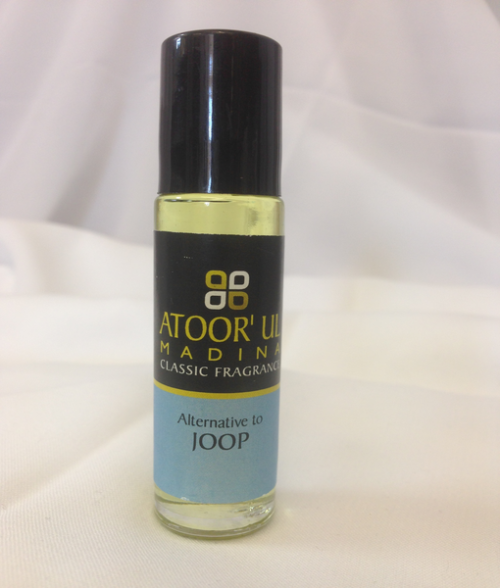 ATOOR' UL
MADINA
CLASSIC FRAGRANC
Alternative to
JOOP